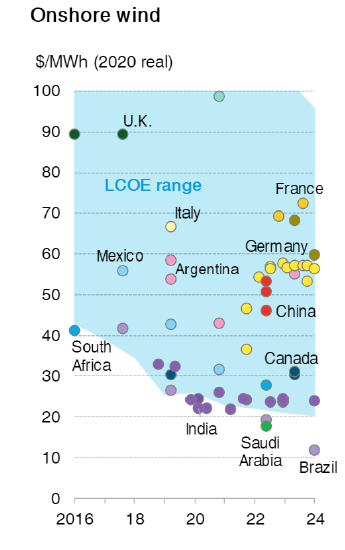 Onshore wind
$/MWh (2020 real)
100
90
U.K.
80
LCOE range
France
70
Italy
Germany
60
Mexico
Argentina
50
China
40
South
Africa
Canada
30
20
India
Saudi
Arabia
Brazil
10
0
2016 20 22 24